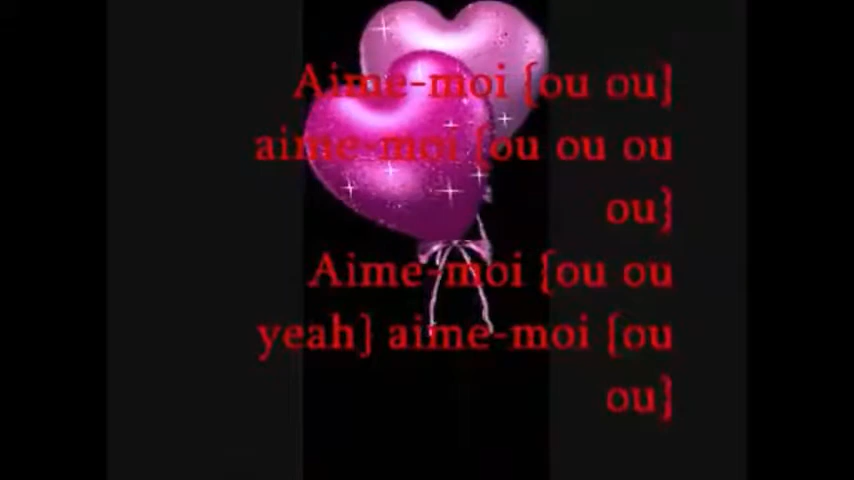 Aime-moi {ou ou}
aime-moi {ou ou ou
ou}
Aime-moi {ou ou
yeah} aime-moi {ou
ou}